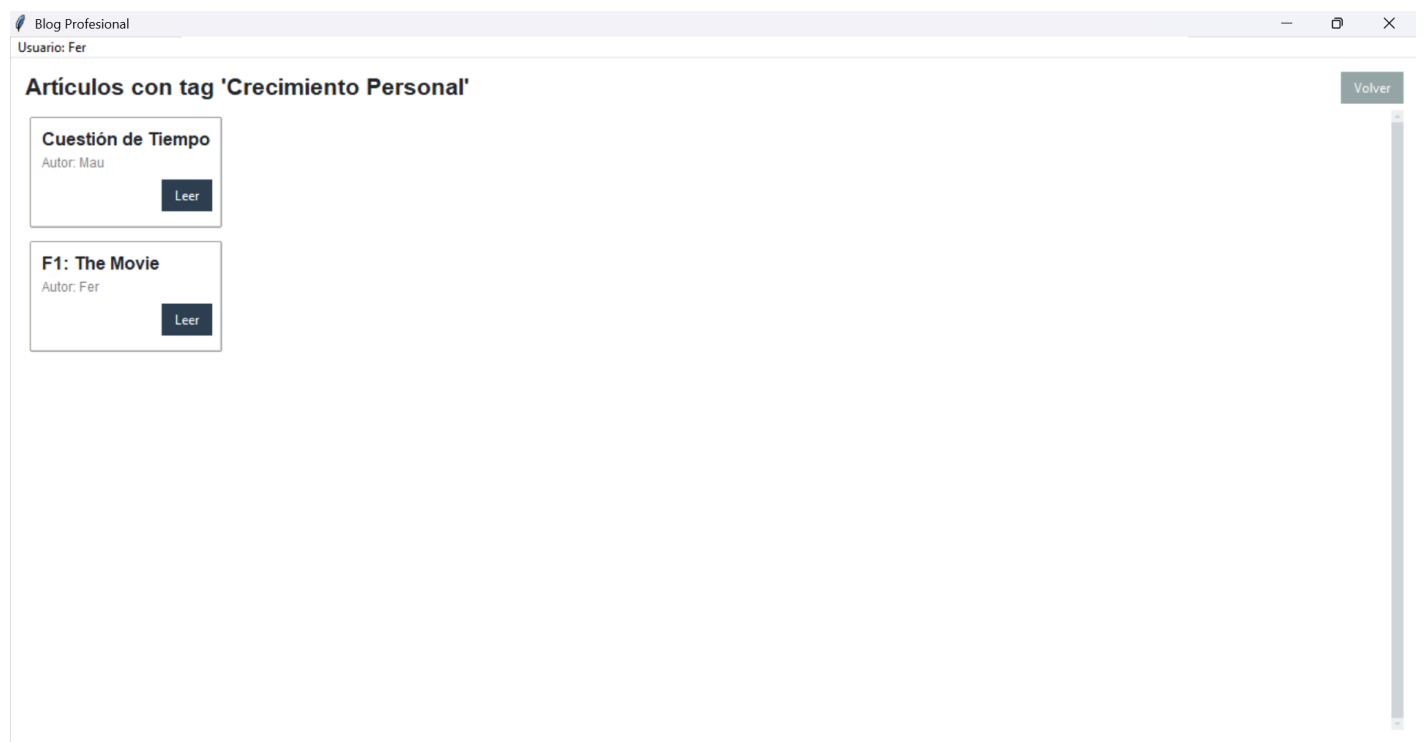 Blog Profesional
Usuario: Fer
Artículos con tag 'Crecimiento Personal'
Volver
Cuestión de Tiempo
Autor: Mau
Leer
F1: The Movie
Autor: Fer
Leer